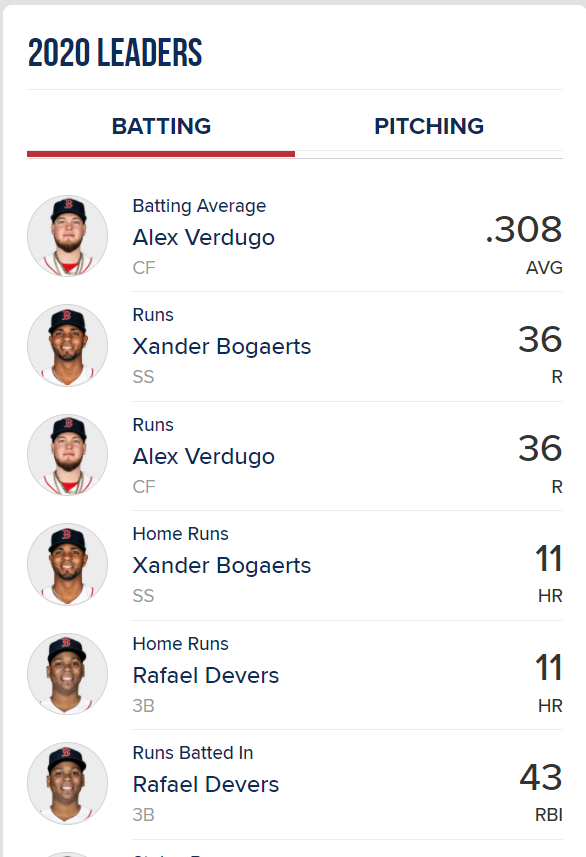 2020 LEADERS
BATTING PITCHING
Batting Average
Alex Verdugo
CF
.308
AVG
Runs
Xander Bogaerts
SS
36
R
Runs
Alex Verdugo
CF
36
R
Home Runs
Xander Bogaerts
SS
11
HR
Home Runs
Rafael Devers
3B
11
HR
Runs Batted In
Rafael Devers
3B
43
RBI